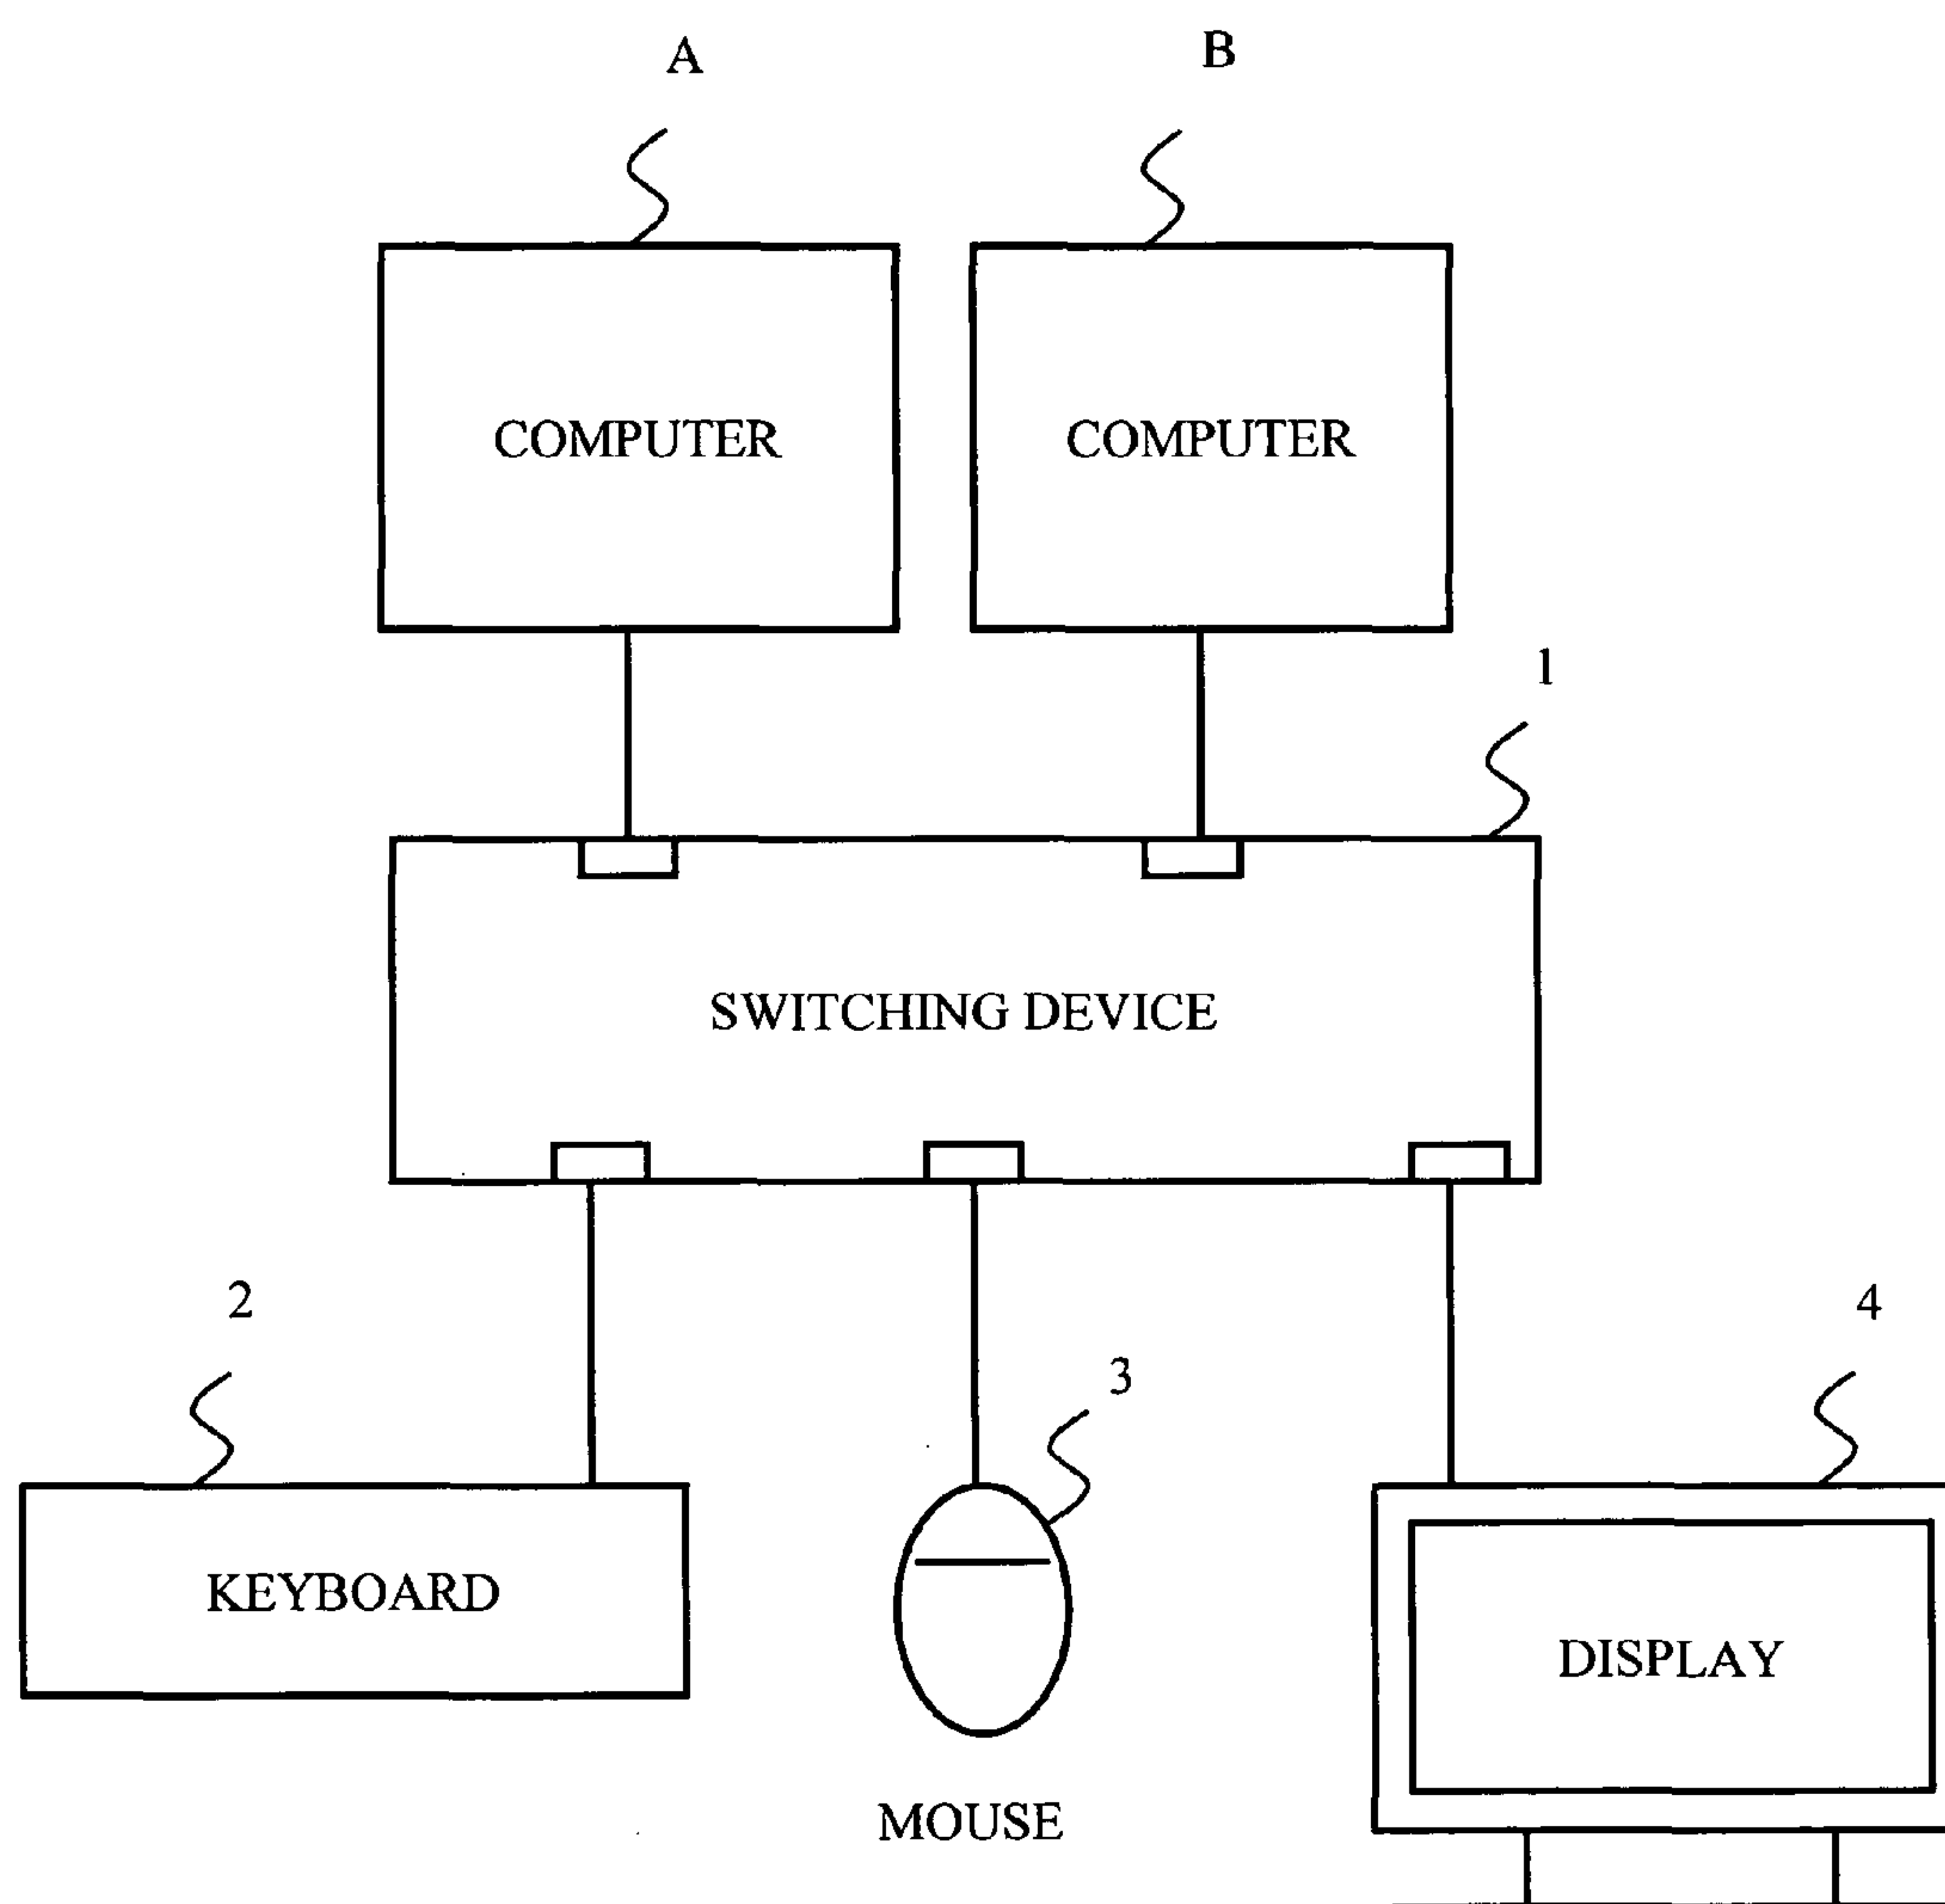 A
B
COMPUTER
COMPUTER
1
SWITCHING DEVICE
2
4
3
KEYBOARD
DISPLAY
MOUSE